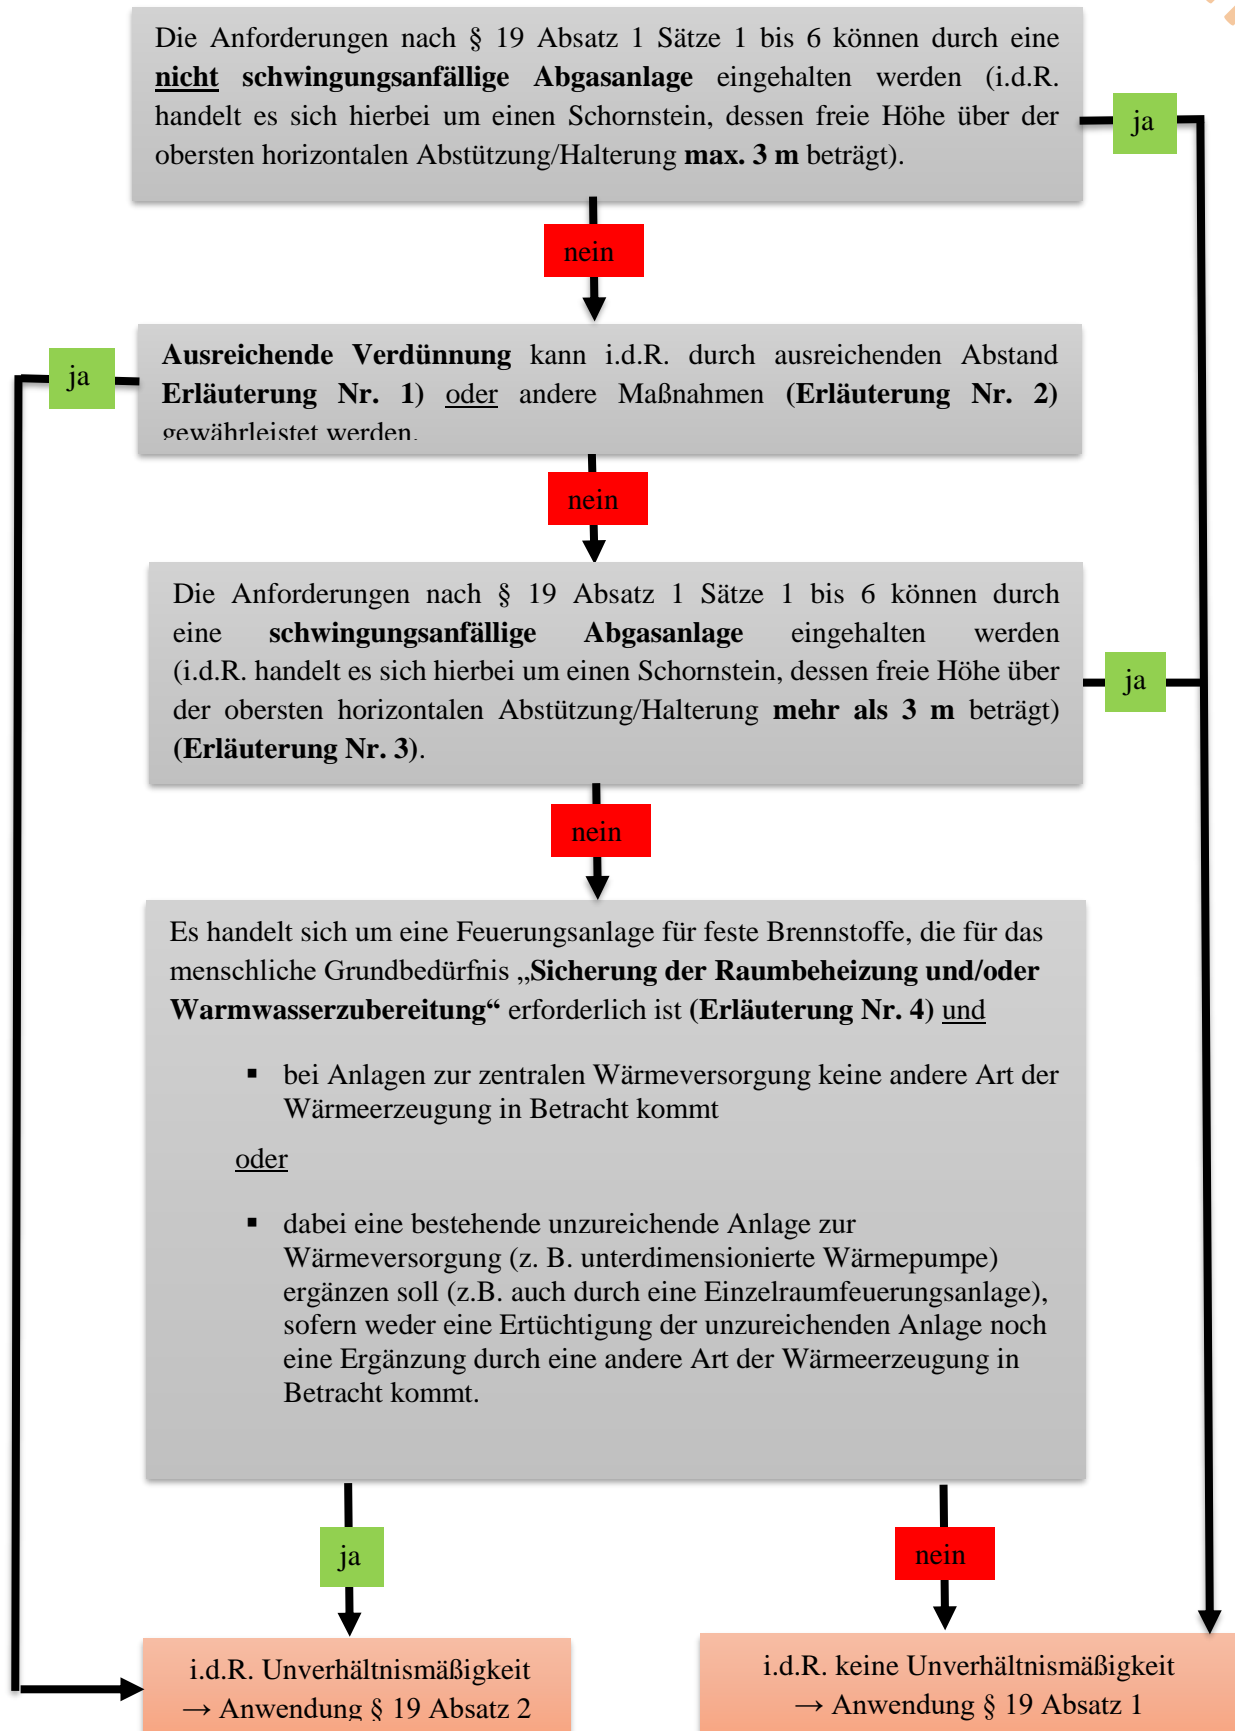 Die Anforderungen nach § 19 Absatz 1 Sätze 1 bis 6 können durch eine
nicht schwingungsanfällige Abgasanlage eingehalten werden (i.d.R.
handelt es sich hierbei um einen Schornstein, dessen freie Höhe über der
obersten horizontalen Abstützung/Halterung max. 3 m beträgt).
ja
nein
ja
Ausreichende Verdünnung kann i.d.R. durch ausreichenden Abstand
Erläuterung Nr. 1) oder andere Maßnahmen (Erläuterung Nr. 2)
gewährleistet werden.
nein
Die Anforderungen nach § 19 Absatz 1 Sätze 1 bis 6 können durch
eine schwingungsanfällige Abgasanlage eingehalten werden
(i.d.R. handelt es sich hierbei um einen Schornstein, dessen freie Höhe über
der obersten horizontalen Abstützung/Halterung mehr als 3 m beträgt)
(Erläuterung Nr. 3).
ja
nein
Es handelt sich um eine Feuerungsanlage für feste Brennstoffe, die für das
menschliche Grundbedürfnis „Sicherung der Raumbeheizung und/oder
Warmwasserzubereitung“ erforderlich ist (Erläuterung Nr. 4) und
▪ bei Anlagen zur zentralen Wärmeversorgung keine andere Art der
Wärmeerzeugung in Betracht kommt
oder
▪ dabei eine bestehende unzureichende Anlage zur
Wärmeversorgung (z. B. unterdimensionierte Wärmepumpe)
ergänzen soll (z.B. auch durch eine Einzelraumfeuerungsanlage),
sofern weder eine Ertüchtigung der unzureichenden Anlage noch
eine Ergänzung durch eine andere Art der Wärmeerzeugung in
Betracht kommt.
ja
nein
i.d.R. Unverhältnismäßigkeit
→ Anwendung § 19 Absatz 2
i.d.R. keine Unverhältnismäßigkeit
→ Anwendung § 19 Absatz 1